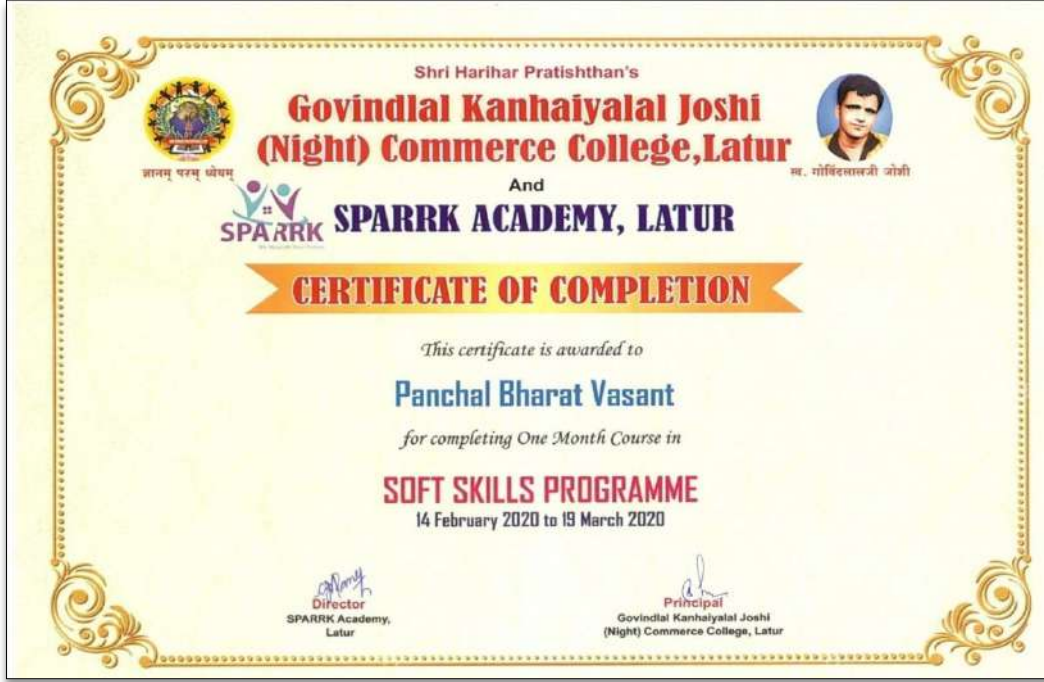 Shri Harihar Pratishthan's
Govindlal Kanhaiyalal Joshi
(Night) Commerce College,Latur
ज्ञानम् परम् ध्येयम्
स्व. गोविंदलालजी जोशी
And
SPARRK
SPARRK ACADEMY, LATUR
CERTIFICATE OF COMPLETION
This certificate is awarded to
Panchal Bharat Vasant
for completing One Month Course in
SOFT SKILLS PROGRAMME
14 February 2020 to 19 March 2020
Director
SPARRK Academy,
Latur
Principal
Govindlal Kanhaiyalal Joshi
(Night) Commerce College, Latur